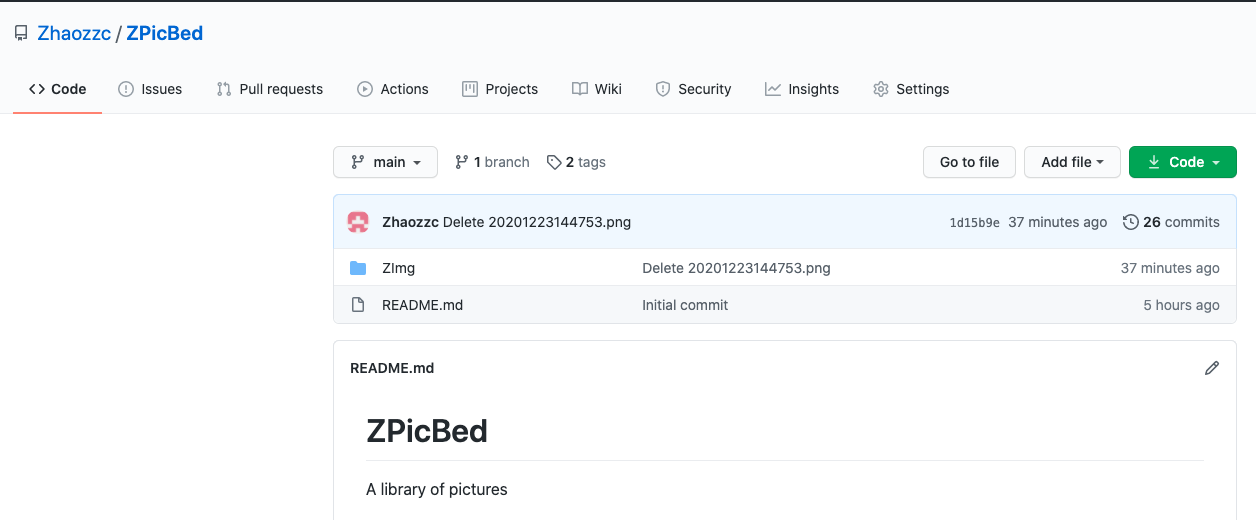 Zhaozzc / ZPicBed
Code Issues Pull requests Actions Projects Wiki Security Insights Settings
main 1 branch 2 tags Go to file Add file Code
Zhaozzc Delete 20201223144753.png 1d15b9e 37 minutes ago 26 commits
ZImg Delete 20201223144753.png 37 minutes ago
README.md Initial commit 5 hours ago
README.md
ZPicBed
A library of pictures